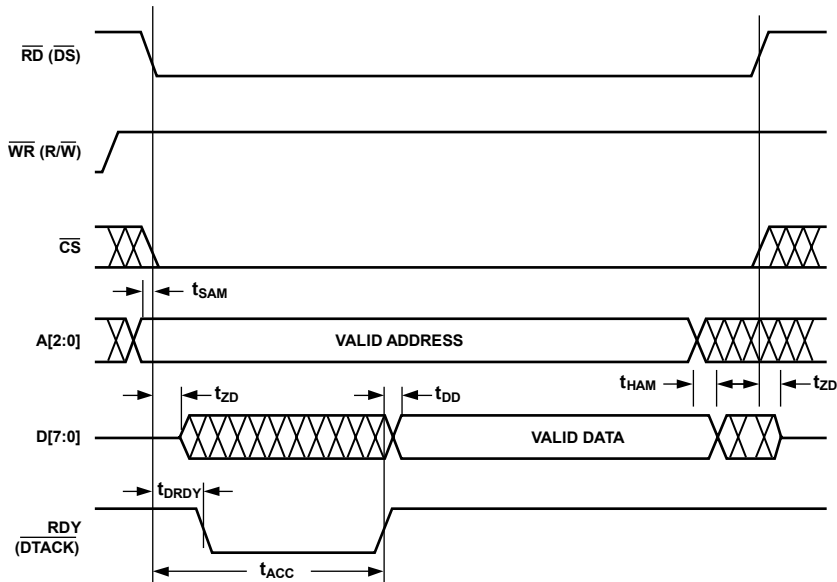 RD (DS)
WR (R/W)
CS
tSAM
A[2:0]
VALID ADDRESS
tHAM
tZD
tZD
tDD
D[7:0]
VALID DATA
tDRDY
RDY
(DTACK)
tACC